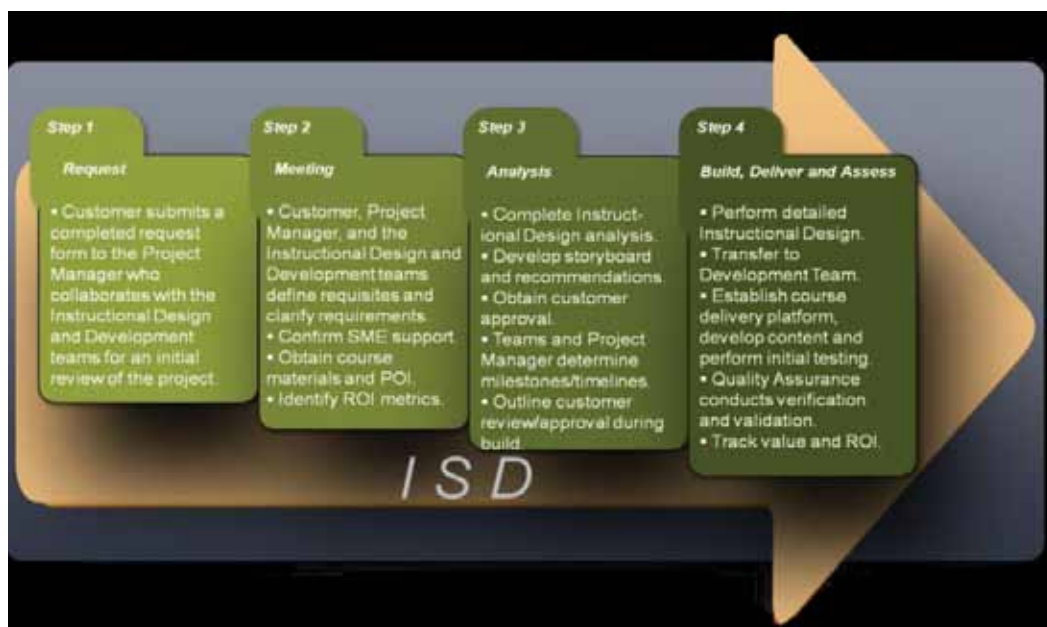 Step 1
Request
▪ Customer submits a
completed request
form to the Project
Manager who
collaborates with the
Instructional Design
and Development
teams for an initial
review of the project.
Step 2
Meeting
▪ Customer, Project
Manager, and the
Instructional Design and
Development teams
define requisites and
clarify requirements.
▪ Confirm SME support
▪ Obtain course
materials and POI.
▪ Identify ROI metrics.
Step 3
Analysis
▪ Complete Instruct-
ional Design analysis.
▪ Develop storyboard
and recommendations.
▪ Obtain customer
approval.
▪ Teams and Project
Manager determine
milestones/timelines.
▪ Outline customer
review/approval during
build.
Step 4
Build, Deliver and Assess
▪ Perform detailed
Instructional Design.
▪ Transfer to
Development Team.
▪ Establish course
delivery platform,
develop content and
perform initial testing.
▪ Quality Assurance
conducts verification
and validation.
▪ Track value and ROI.
ISD